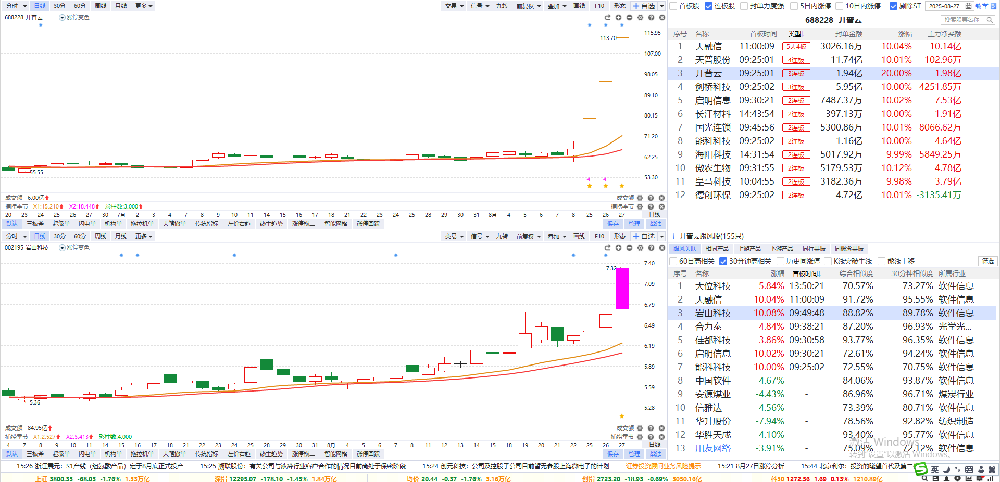 分时 日线 30分 60分 周线 月线 更多 交易 信号 九转 前复权 叠加 画线 F10 形态 自选
688228 开普云 涨停变色
113.70
115.95
107.00
98.05
89.10
80.15
71.20
62.25
53.30
55.55
成交额 6.00亿 成交额
捕捞季节 X1:15.210 X2:18.448 彩柱数:3.000 捕捞季节
20 23 24 25 26 27 30 7月 2 3 4 7 8 9 10 11 14 15 16 17 18 21 22 23 24 25 28 29 30 31 8月 4 5 6 7 8 25 26 27 日线
默认 三板斧 超级单 闪电单 机构单 拖拉机单 大笔撤单 传统指标 左价右趋 热主趋势 涨停横二 智能网格 涨停回踩 保存 管理 战法
分时 日线 30分 60分 周线 月线 更多 交易 信号 九转 前复权 叠加 画线 F10 形态 自选
002195 岩山科技 涨停变色
7.32
7.40
7.09
6.79
6.49
6.19
5.89
5.59
5.28
5.36
成交额 84.95亿 成交额
捕捞季节 X1:2.527 X2:3.413 彩柱数:4.000 捕捞季节
4 7 8 9 10 11 14 15 16 17 18 21 22 23 24 25 28 29 30 31 8月 4 5 6 7 8 11 12 13 14 15 18 19 20 21 22 25 26 27 日线
默认 三板斧 超级单 闪电单 机构单 拖拉机单 大笔撤单 传统指标 左价右趋 热主趋势 涨停横二 智能网格 涨停回踩 保存 管理 战法
首板股 连板股 封单力度强 5日内涨停 10日内涨停 剔除ST 2025-08-27 教学
688228 开普云 搜索股票名称
序号 名称 首板时间 类型↓ 封单金额 涨幅 主力净买额
1 天融信 11:00:09 5天4板 3026.16万 10.04% 10.14亿
2 天普股份 09:25:01 4连板 11.74亿 10.01% 102.96万
3 开普云 09:25:01 3连板 1.94亿 20.00% 1.98亿
4 剑桥科技 09:25:02 3连板 5.95亿 10.00% 4251.85万
5 启明信息 09:30:21 2连板 7487.37万 10.02% 7.53亿
6 长江材料 14:43:54 2连板 397.13万 10.00% 1.91亿
7 国光连锁 09:45:56 2连板 5300.86万 10.01% 8066.62万
8 能科科技 09:25:02 2连板 1.16亿 10.00% 4.64亿
9 海阳科技 14:31:54 2连板 5017.92万 9.99% 5849.25万
10 傲农生物 09:31:55 2连板 5179.53万 10.12% 4.78亿
11 皇马科技 10:04:55 2连板 3182.36万 9.98% 3.79亿
12 德创环保 09:25:02 2连板 4.72亿 10.01% -3135.41万
开普云跟风股(155只)
跟风关联 相同产品 上游产品 下游产品 同行共振 同概念共振
60日高相关 30分钟高相关 历史同涨停 K线突破牛线 熊线上移 筛选
序号 名称 涨幅 首板时间↓ 综合相似度 30分钟相似度 所属行业
1 大位科技 5.84% 13:50:21 70.57% 73.27% 软件信息
2 天融信 10.04% 11:00:09 91.72% 95.55% 软件信息
3 岩山科技 10.08% 09:49:48 88.82% 89.78% 软件信息
4 合力泰 4.84% 09:38:21 87.20% 96.93% 光学光...
5 佳都科技 3.86% 09:30:58 93.77% 96.35% 软件信息
6 启明信息 10.02% 09:30:21 72.61% 94.24% 软件信息
7 能科科技 10.00% 09:25:02 72.55% 70.75% 软件信息
8 中国软件 -4.67% - 84.06% 93.87% 软件信息
9 安源煤业 -4.43% - 86.96% 96.71% 煤炭行业
10 信雅达 -4.56% - 73.39% 80.71% 软件信息
11 华升股份 -7.94% - 78.56% 92.82% 纺织制造
12 华胜天成 -4.10% - 93.40% 95.77% 软件信息
13 用友网络 -3.91% - 75.09% 72.12% 软件信息
激活 Windows
转到"设置"以激活 Windows。
15:26 浙江震元：S1产线（组氨酸产品）定于8月底正式投产 15:25 溯联股份：有关公司与液冷行业客户合作的情况目前尚处于保密阶段 15:24 创元科技：公司及控股子公司目前暂无参股上海微电子的计划 证券投资顾问业务风险提示 15:21 8月27日涨停分析 15:44 北京利尔：投资的曦望首代及第二
英
上证 3800.35 -68.03 -1.76% 1.33万亿 深指 12295.07 -178.10 -1.43% 1.84万亿 均价 20.44 -0.37 -1.76% 3.16万亿 创指 2723.20 -18.93 -0.69% 3050.16亿 科50 1272.56 1.69 0.13% 1210.89亿